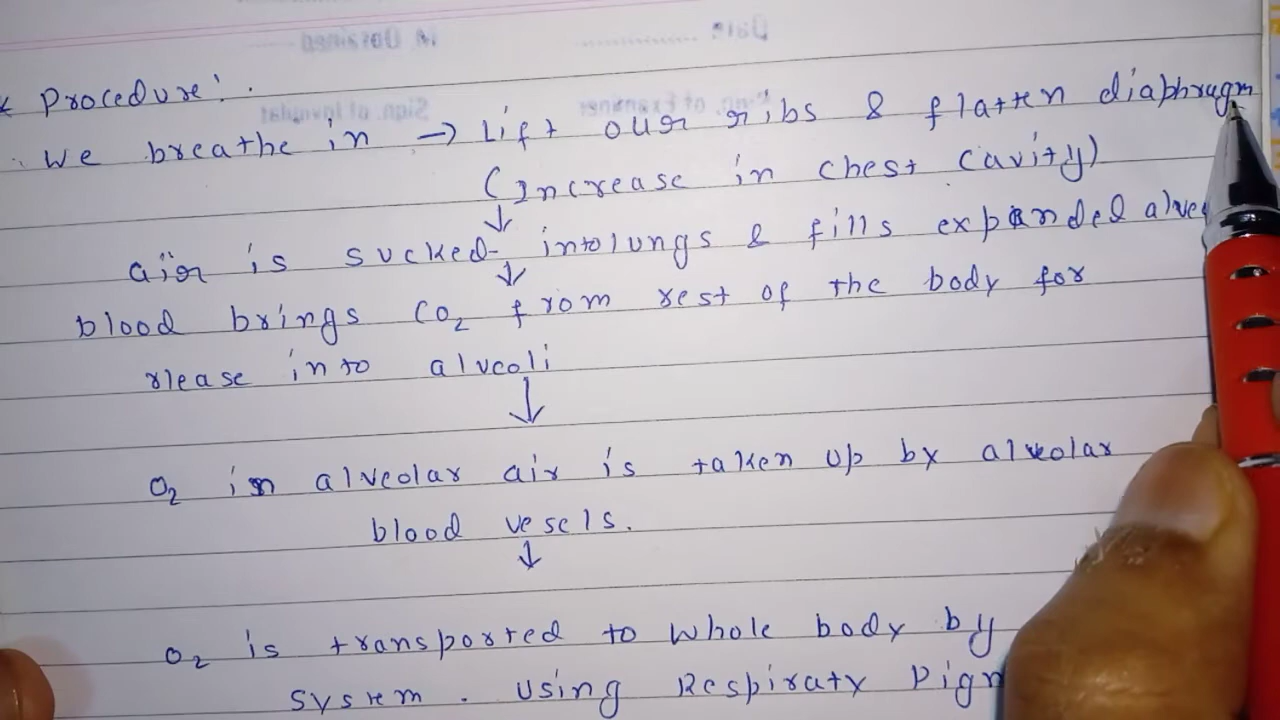 * Procedure:
We breathe in → Lift our ribs & flatten diaphragm
(Increase in chest cavity)
↓
air is sucked into lungs & fills expanded
↓
blood brings CO₂ from rest of the body for
rlease into alveoli
↓
O₂ in alveolar air is taken up by alveolar
blood vesels.
↓
O₂ is transported to whole body by
system. Using Respiraty